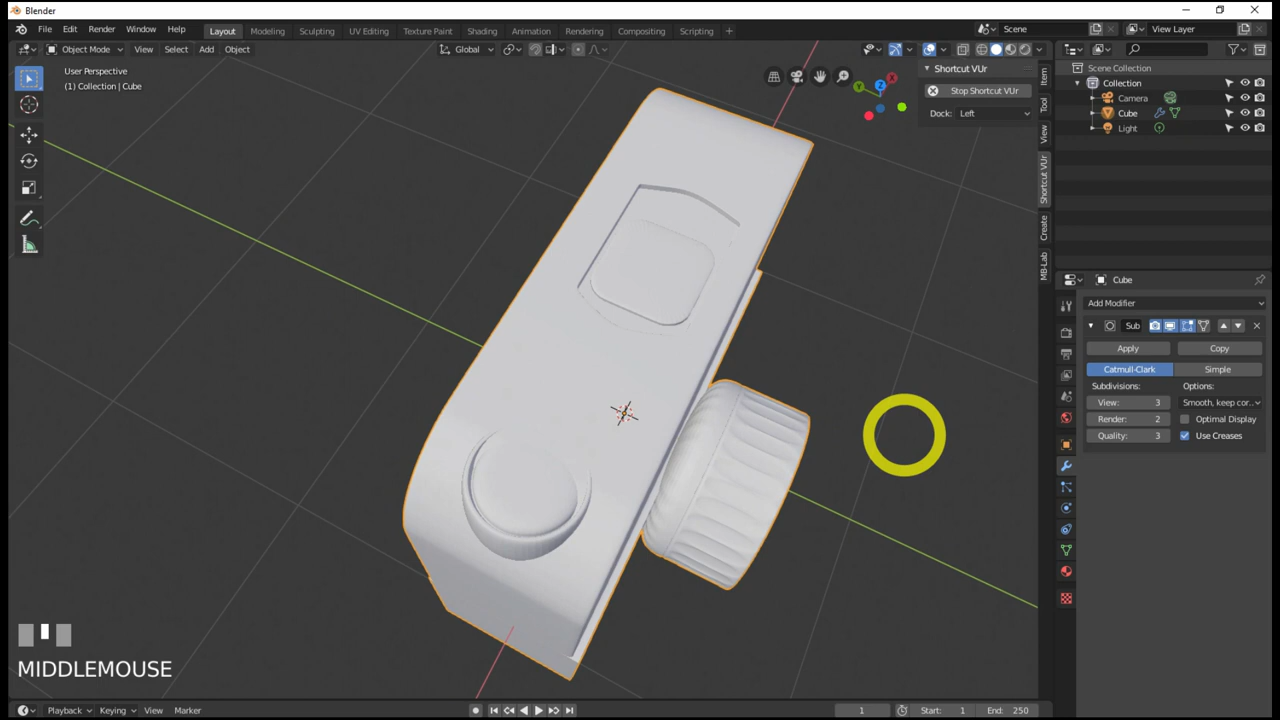 Blender
File Edit Render Window Help Layout Modeling Sculpting UV Editing Texture Paint Shading Animation Rendering Compositing Scripting + Scene View Layer
Object Mode View Select Add Object Global
User Perspective
(1) Collection | Cube
Shortcut VUr
Stop Shortcut VUr
Dock: Left
Item
Tool
View
Shortcut VUr
Create
MB-Lab
Y
Z
X
Scene Collection
Collection
Camera
Cube
Light
Cube
Add Modifier
Sub
Apply Copy
Catmull-Clark Simple
Subdivisions: Options:
View: 3 Smooth, keep cor..
Render: 2 Optimal Display
Quality: 3 Use Creases
MIDDLEMOUSE
Playback Keying View Marker 1 Start: 1 End: 250